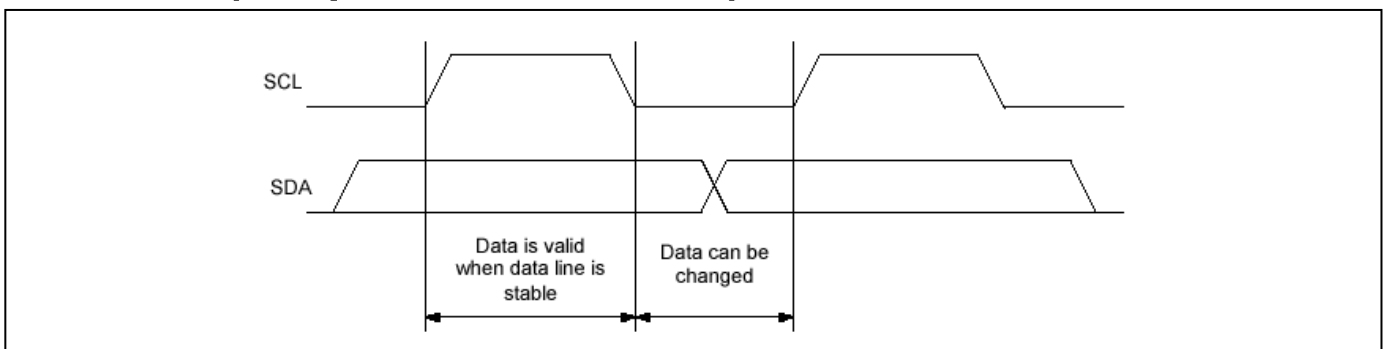 SCL
SDA
Data is valid
when data line is
stable
Data can be
changed